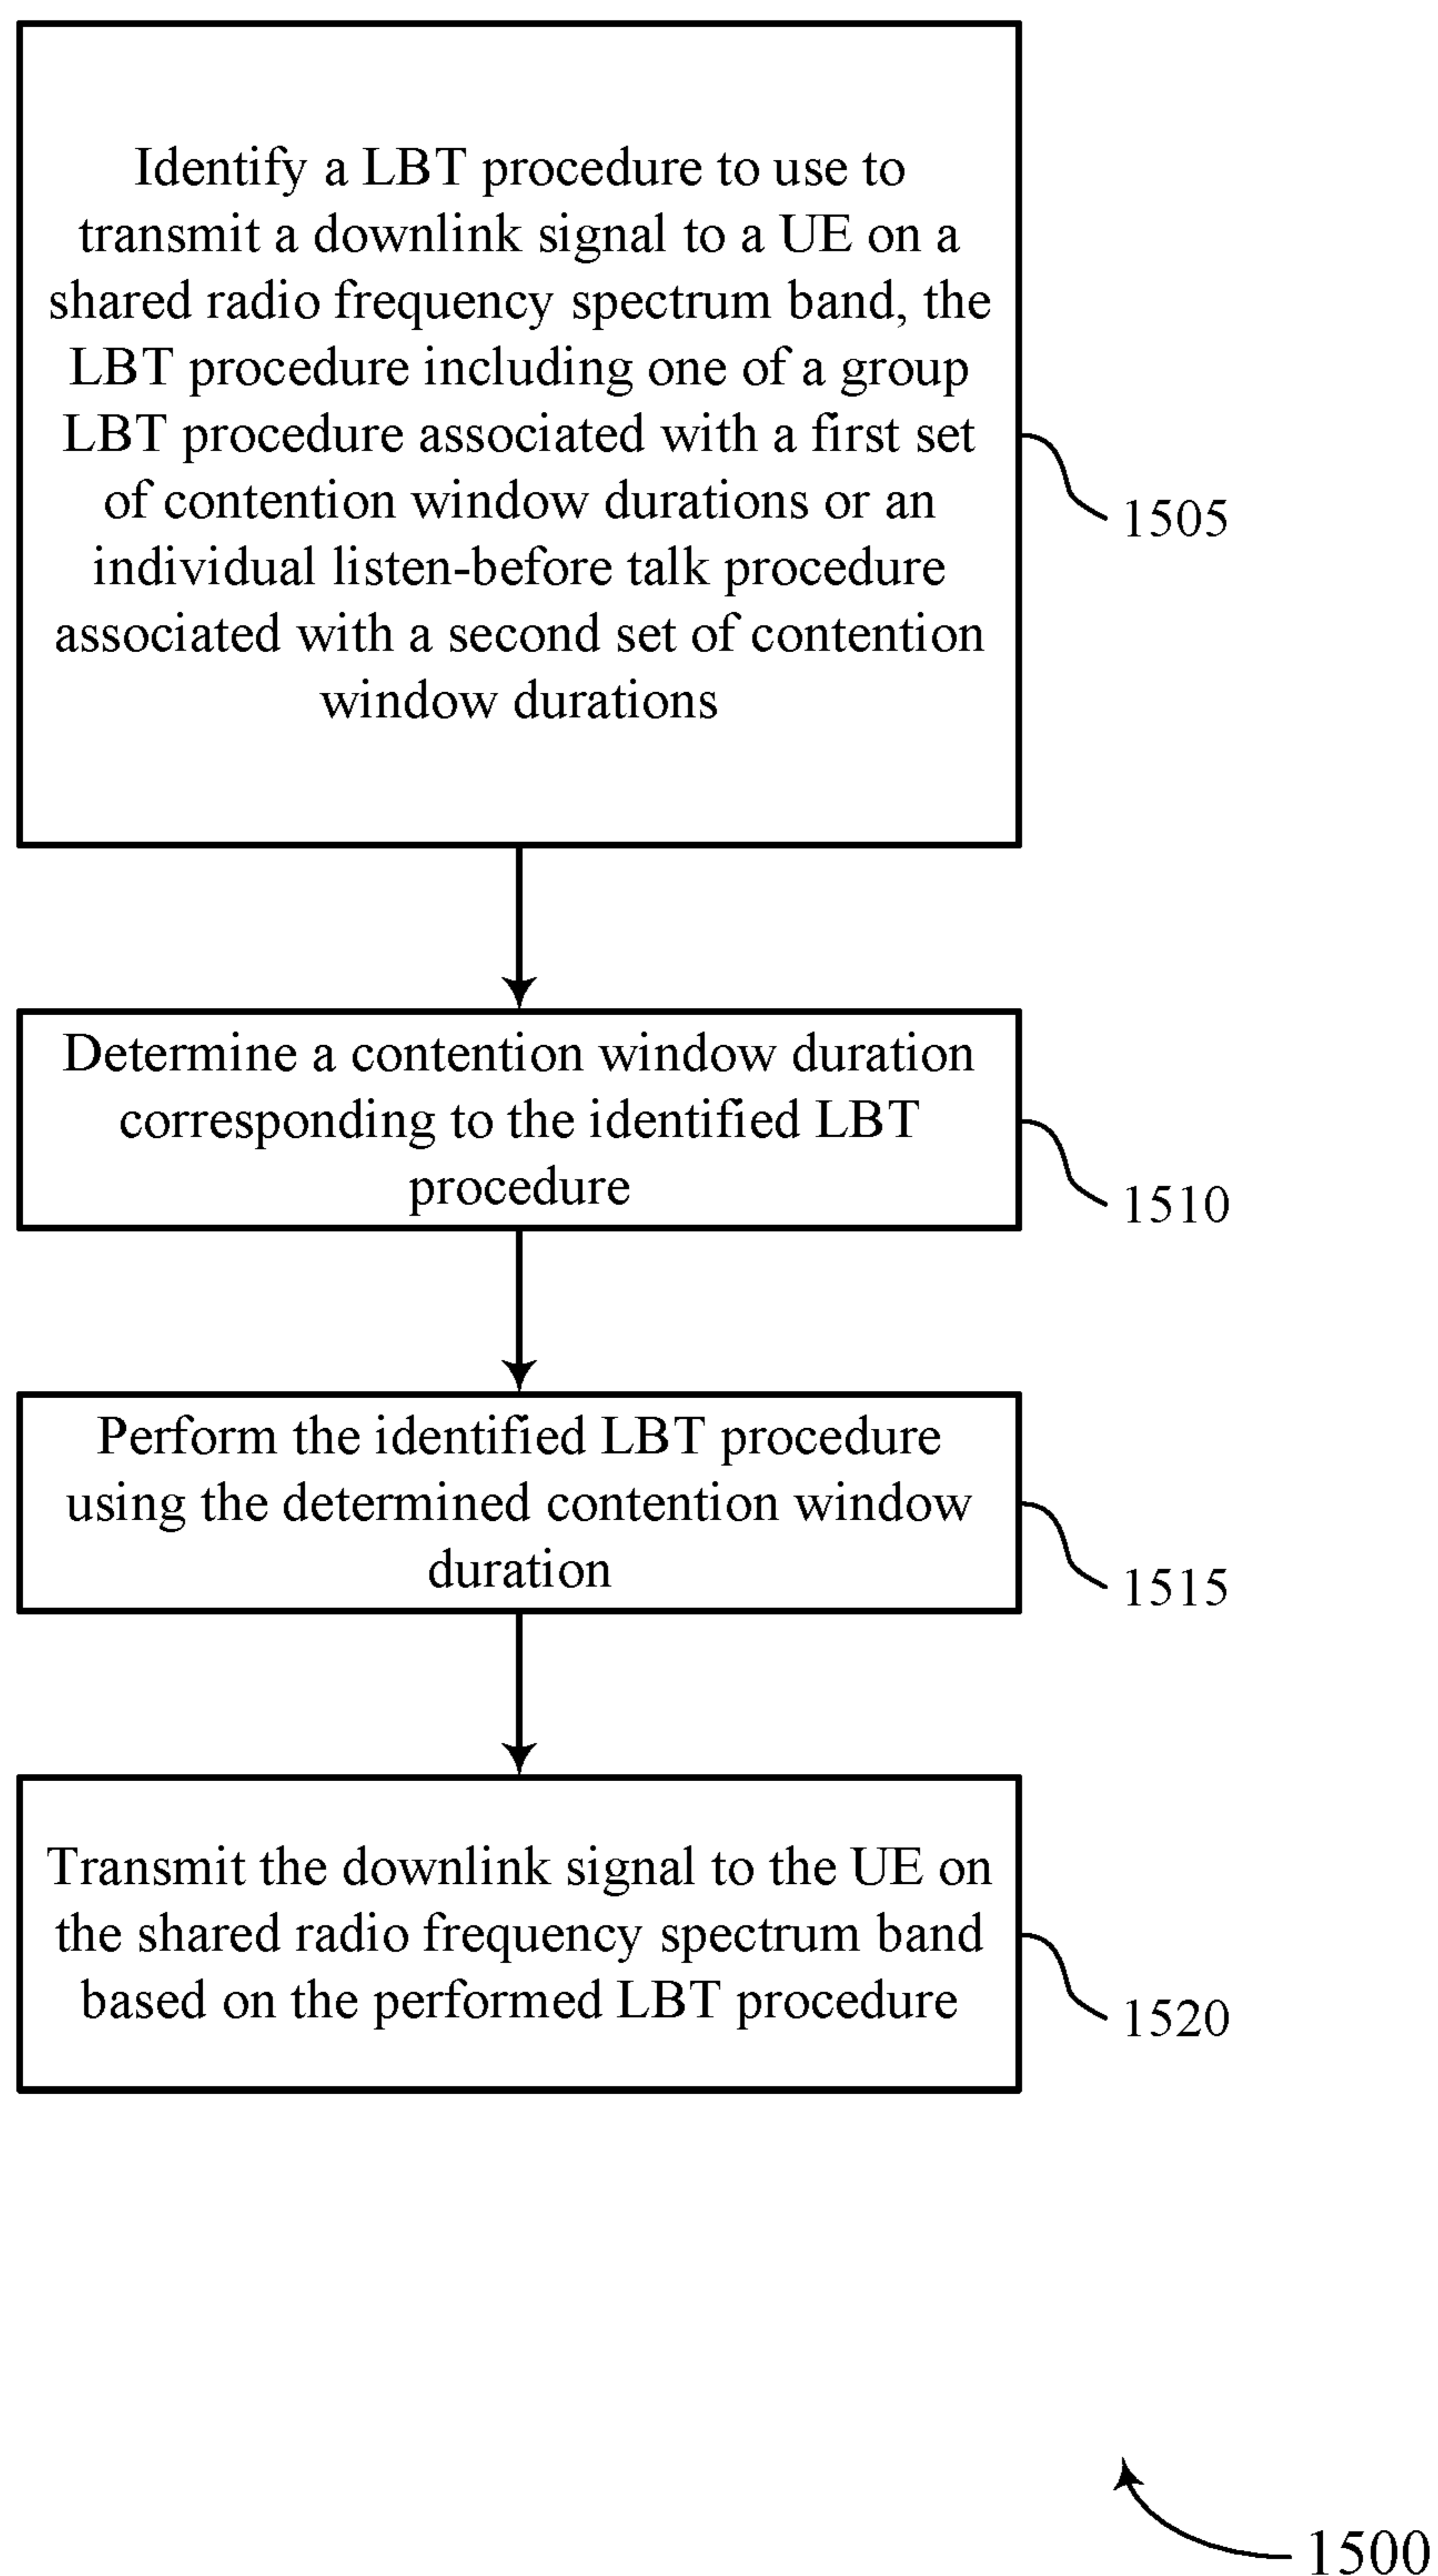 Identify a LBT procedure to use to
transmit a downlink signal to a UE on a
shared radio frequency spectrum band, the
LBT procedure including one of a group
LBT procedure associated with a first set
of contention window durations or an
individual listen-before talk procedure
associated with a second set of contention
window durations
1505
Determine a contention window duration
corresponding to the identified LBT
procedure
1510
Perform the identified LBT procedure
using the determined contention window
duration
1515
Transmit the downlink signal to the UE on
the shared radio frequency spectrum band
based on the performed LBT procedure
1520
1500